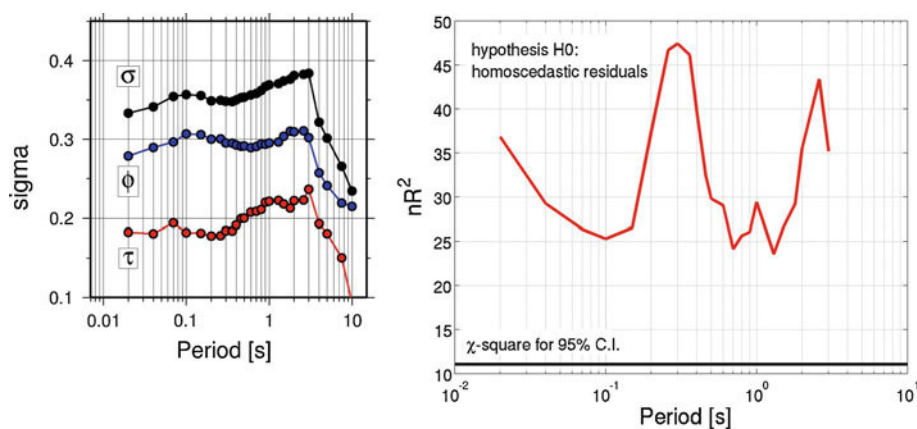 0.4
0.3
0.2
0.1
sigma
σ
ϕ
τ
0.01 0.1 1 10
Period [s]
50
45
40
35
30
25
20
15
10
nR²
hypothesis H0:
homoscedastic residuals
χ-square for 95% C.I.
10⁻² 10⁻¹ 10⁰ 10¹
Period [s]